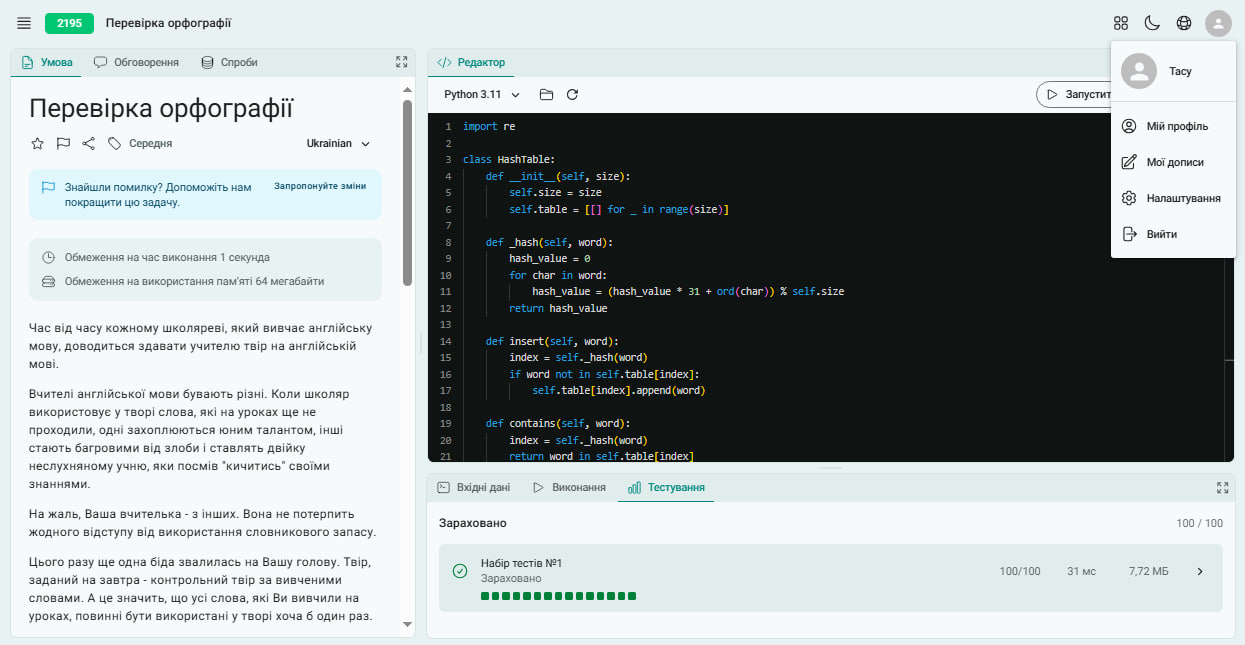 2195 Перевірка орфографії
Умова Обговорення Спроби
Перевірка орфографії
Середня Ukrainian
Знайшли помилку? Допоможіть нам
покращити цю задачу.
Запропонуйте зміни
Обмеження на час виконання 1 секунда
Обмеження на використання пам'яті 64 мегабайти
Час від часу кожному школяреві, який вивчає англійську
мову, доводиться здавати учителю твір на англійській
мові.
Вчителі англійської мови бувають різні. Коли школяр
використовує у творі слова, які на уроках ще не
проходили, одні захоплюються юним талантом, інші
стають багровими від злоби і ставлять двійку
неслухняному учню, яки посмів "кичитись" своїми
знаннями.
На жаль, Ваша вчителька - з інших. Вона не потерпить
жодного відступу від використання словникового запасу.
Цього разу ще одна біда звалилась на Вашу голову. Твір,
заданий на завтра - контрольний твір за вивченими
словами. А це значить, що усі слова, які Ви вивчили на
уроках, повинні бути використані у творі хоча б один раз.
Редактор
Python 3.11
Запустит
1 import re
2
3 class HashTable:
4 def __init__(self, size):
5 self.size = size
6 self.table = [[] for _ in range(size)]
7
8 def _hash(self, word):
9 hash_value = 0
10 for char in word:
11 hash_value = (hash_value * 31 + ord(char)) % self.size
12 return hash_value
13
14 def insert(self, word):
15 index = self._hash(word)
16 if word not in self.table[index]:
17 self.table[index].append(word)
18
19 def contains(self, word):
20 index = self._hash(word)
21 return word in self.table[index]
Тасу
Мій профіль
Мої дописи
Налаштування
Вийти
Вхідні дані Виконання Тестування
Зараховано 100 / 100
Набір тестів №1
Зараховано
100/100 31 мс 7,72 МБ